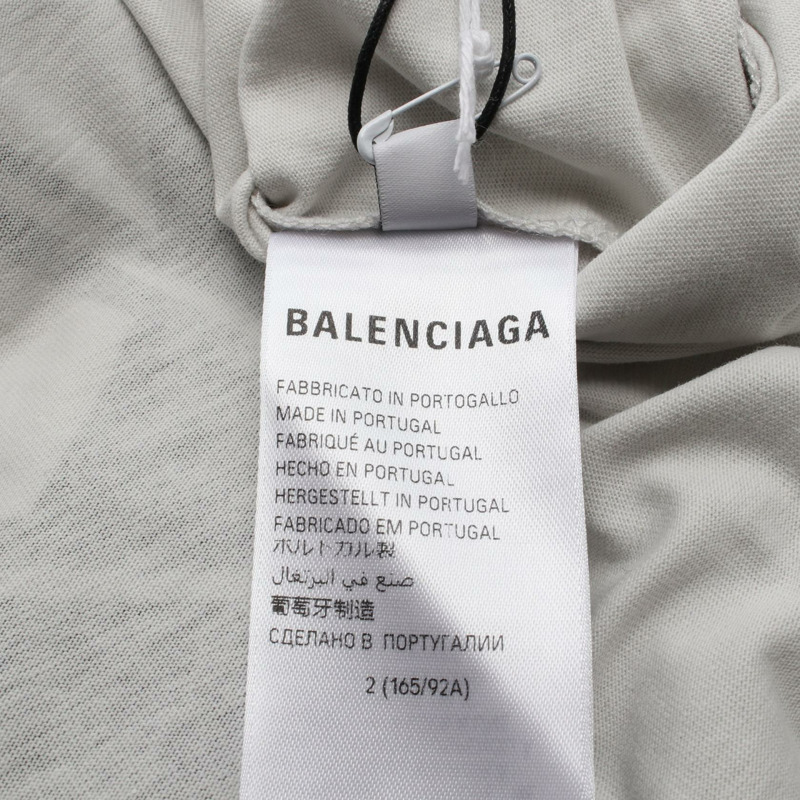 BALENCIAGA
FABBRICATO IN PORTOGALLO
MADE IN PORTUGAL
FABRIQUÉ AU PORTUGAL
HECHO EN PORTUGAL
HERGESTELLT IN PORTUGAL
FABRICADO EM PORTUGAL
ポルトガル製
صنع في البرتغال
葡萄牙制造
СДЕЛАНО В ПОРТУГАЛИИ
2 (165/92A)